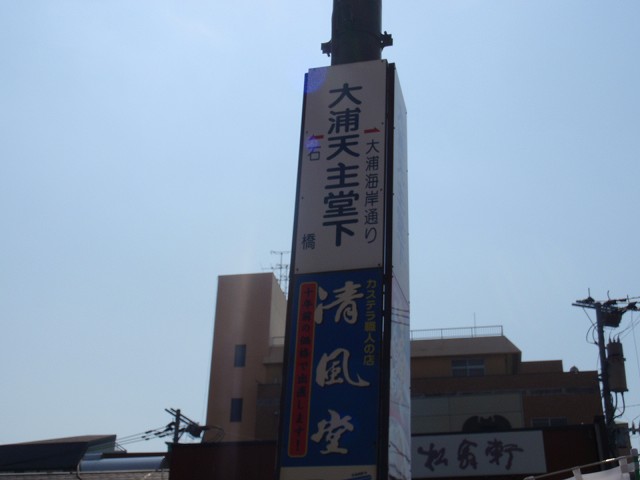 大浦天主堂下
大浦海岸通り
石橋
カステラ職人の店
清風堂
松翁軒